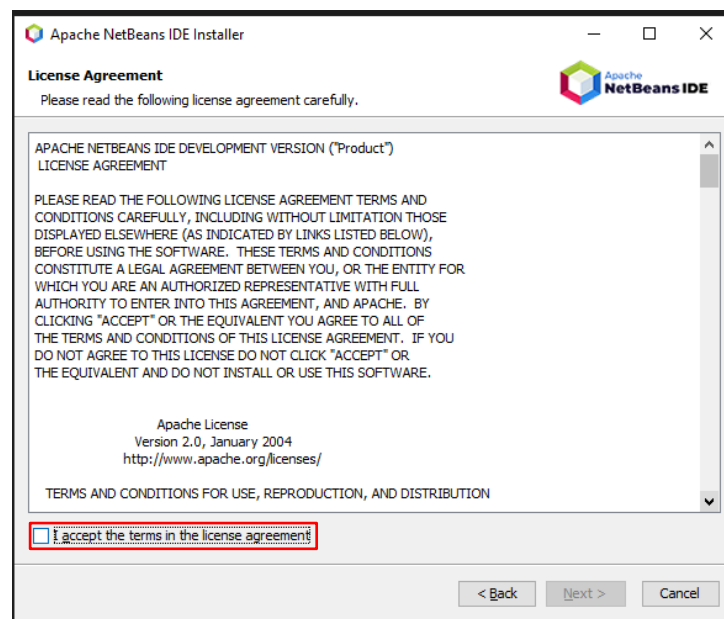 Apache NetBeans IDE Installer
License Agreement
Please read the following license agreement carefully.
Apache
NetBeans IDE
APACHE NETBEANS IDE DEVELOPMENT VERSION ("Product")
LICENSE AGREEMENT
PLEASE READ THE FOLLOWING LICENSE AGREEMENT TERMS AND
CONDITIONS CAREFULLY, INCLUDING WITHOUT LIMITATION THOSE
DISPLAYED ELSEWHERE (AS INDICATED BY LINKS LISTED BELOW),
BEFORE USING THE SOFTWARE. THESE TERMS AND CONDITIONS
CONSTITUTE A LEGAL AGREEMENT BETWEEN YOU, OR THE ENTITY FOR
WHICH YOU ARE AN AUTHORIZED REPRESENTATIVE WITH FULL
AUTHORITY TO ENTER INTO THIS AGREEMENT, AND APACHE. BY
CLICKING "ACCEPT" OR THE EQUIVALENT YOU AGREE TO ALL OF
THE TERMS AND CONDITIONS OF THIS LICENSE AGREEMENT. IF YOU
DO NOT AGREE TO THIS LICENSE DO NOT CLICK "ACCEPT" OR
THE EQUIVALENT AND DO NOT INSTALL OR USE THIS SOFTWARE.
Apache License
Version 2.0, January 2004
http://www.apache.org/licenses/
TERMS AND CONDITIONS FOR USE, REPRODUCTION, AND DISTRIBUTION
I accept the terms in the license agreement
< Back
Next >
Cancel